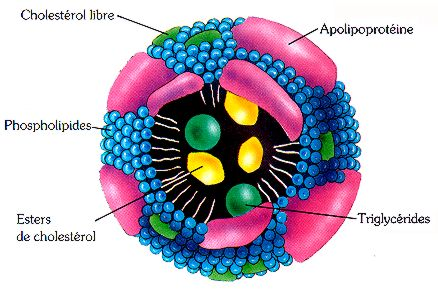 Cholestérol libre
Apolipoprotéine
Phospholipides
Esters
de cholestérol
Triglycérides